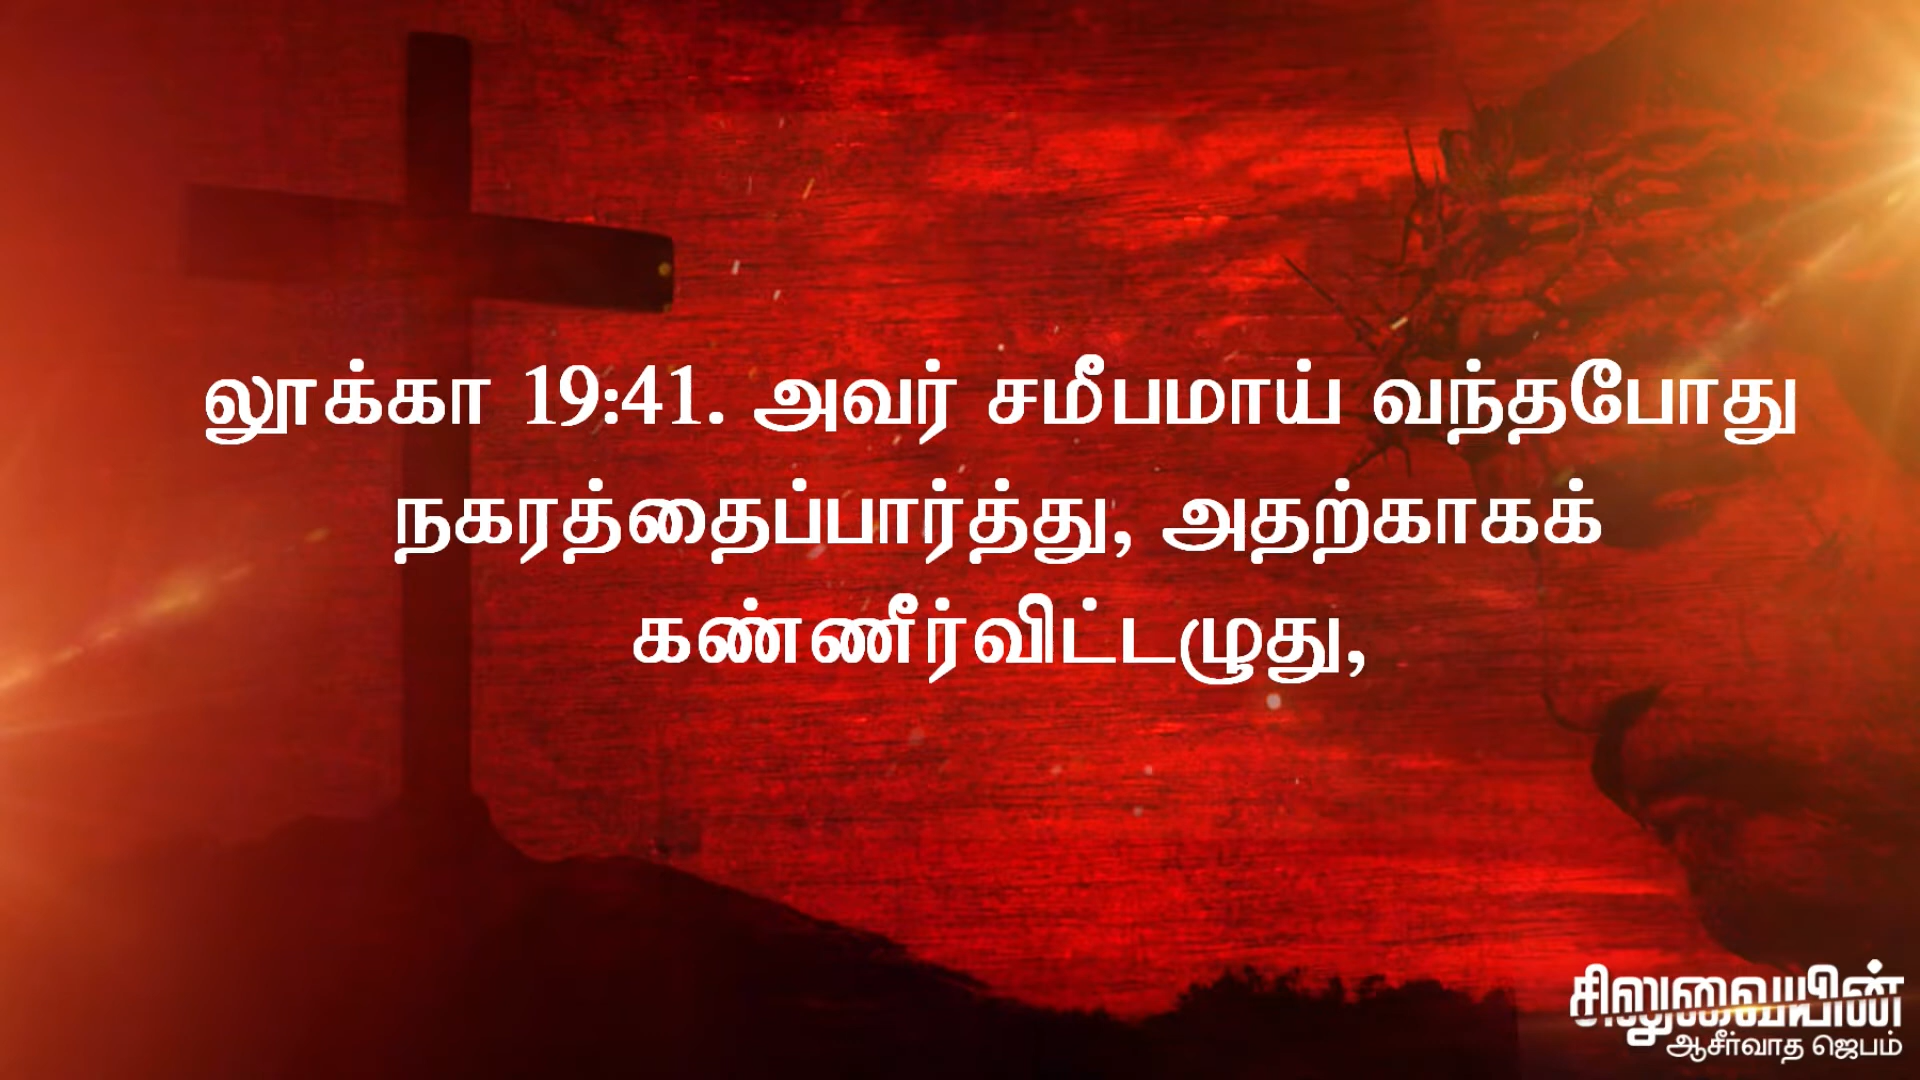 லூக்கா 19:41. அவர் சமீபமாய் வந்தபோது
நகரத்தைப்பார்த்து, அதற்காகக்
கண்ணீர்விட்டழுது,
சிலுவையின்
ஆசீர்வாத ஜெபம்